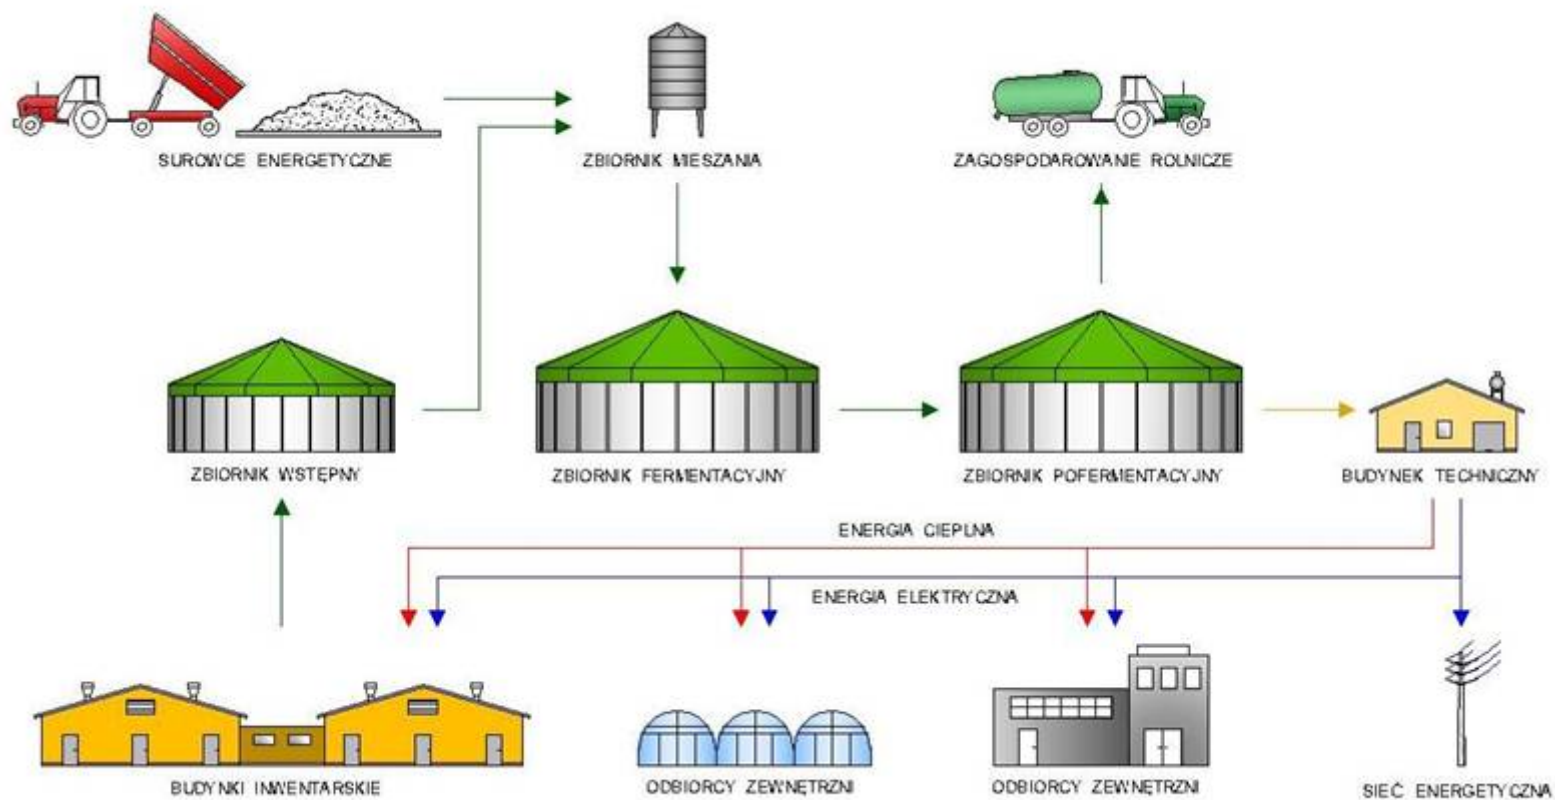 SUROWCE ENERGETYCZNE
ZBIORNIK MIESZANIA
ZAGOSPODAROWANIE ROLNICZE
ZBIORNIK WSTĘPNY
ZBIORNIK FERMENTACYJNY
ZBIORNIK POFERMENTACYJNY
BUDYNEK TECHNICZNY
ENERGIA CIEPLNA
ENERGIA ELEKTRYCZNA
BUDYNKI INWENTARSKIE
ODBIORCY ZEWNĘTRZNI
ODBIORCY ZEWNĘTRZNI
SIEĆ ENERGETYCZNA